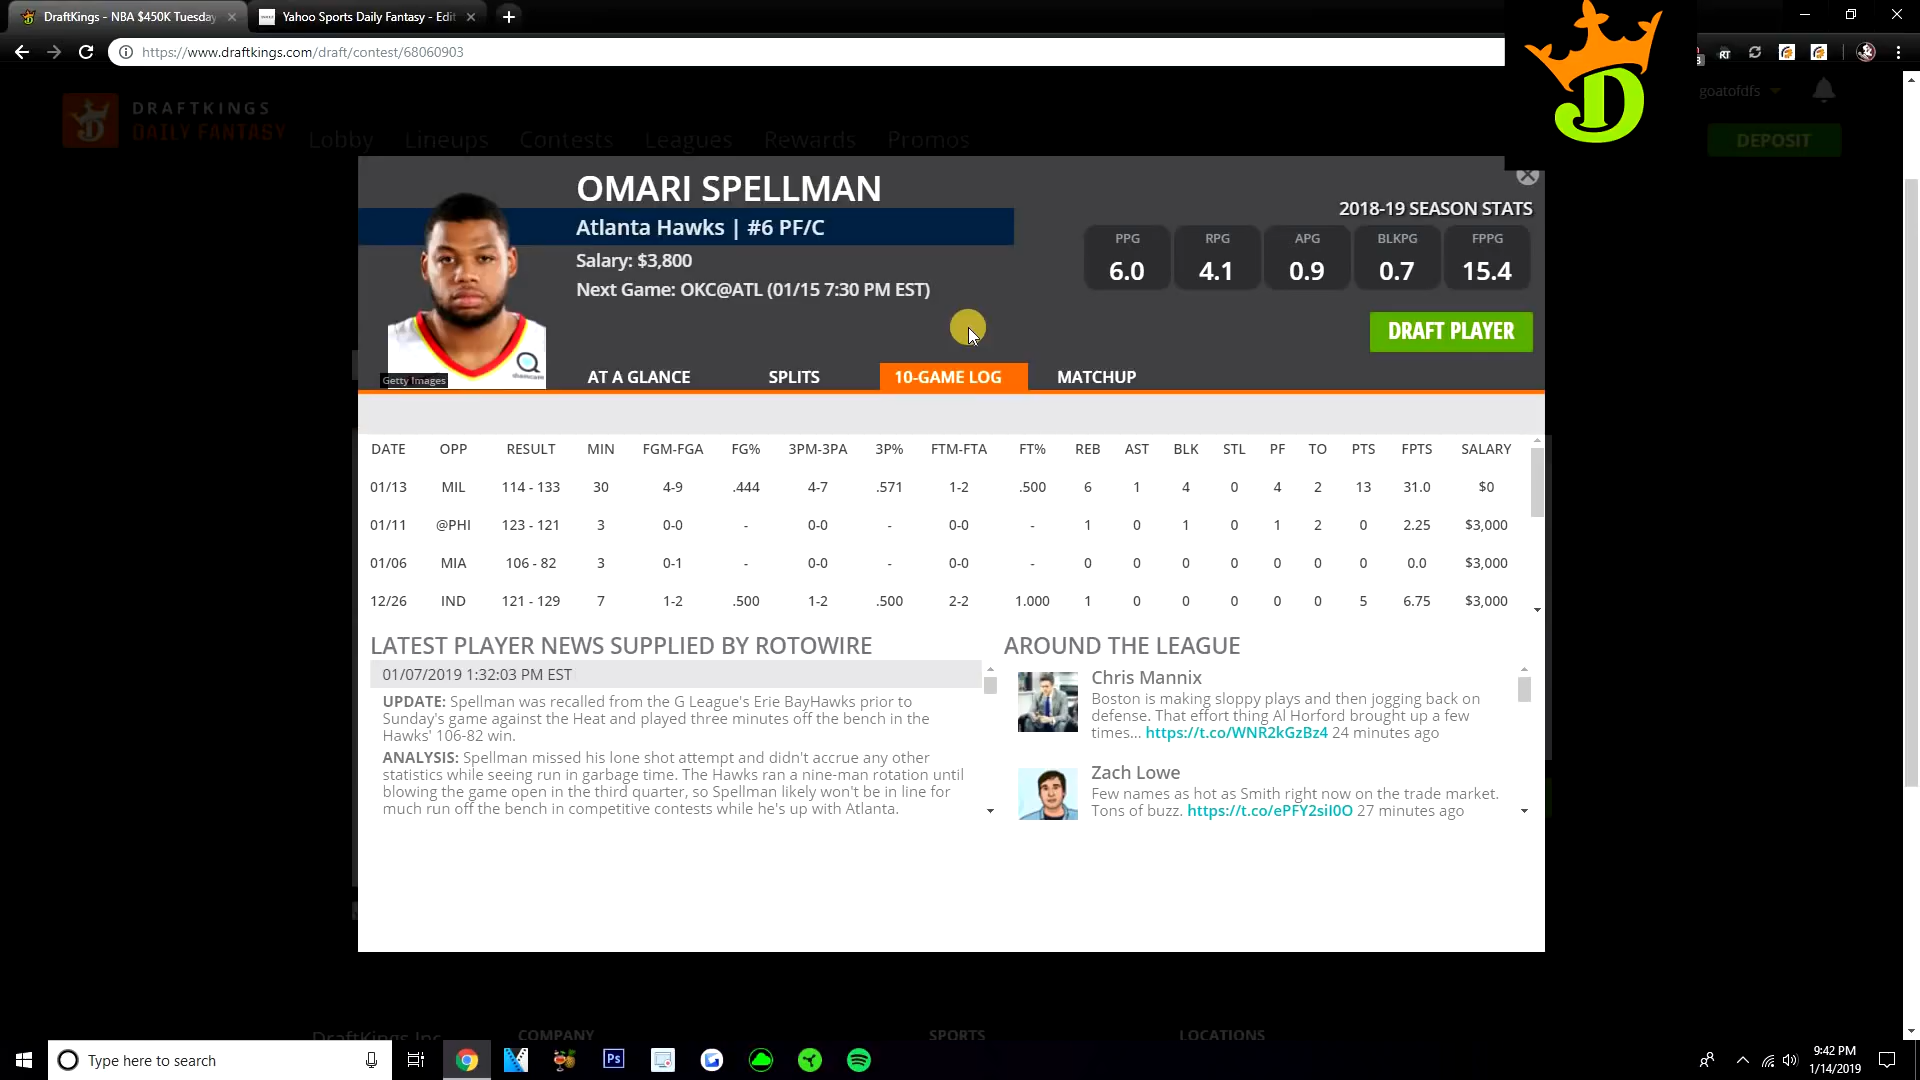 DraftKings - NBA $450K Tuesday
Yahoo Sports Daily Fantasy - Edit
https://www.draftkings.com/draft/contest/68060903
RT
goatofdfs
DRAFTKINGS
DAILY FANTASY
Lobby Lineups Contests Leagues Rewards Promos
DEPOSIT
OMARI SPELLMAN
Atlanta Hawks | #6 PF/C
Salary: $3,800
Next Game: OKC@ATL (01/15 7:30 PM EST)
Getty Images
2018-19 SEASON STATS
PPG RPG APG BLKPG FPPG
6.0 4.1 0.9 0.7 15.4
DRAFT PLAYER
AT A GLANCE SPLITS 10-GAME LOG MATCHUP
DATE OPP RESULT MIN FGM-FGA FG% 3PM-3PA 3P% FTM-FTA FT% REB AST BLK STL PF TO PTS FPTS SALARY
01/13 MIL 114 - 133 30 4-9 .444 4-7 .571 1-2 .500 6 1 4 0 4 2 13 31.0 $0
01/11 @PHI 123 - 121 3 0-0 - 0-0 - 0-0 - 1 0 1 0 1 2 0 2.25 $3,000
01/06 MIA 106 - 82 3 0-1 - 0-0 - 0-0 - 0 0 0 0 0 0 0 0.0 $3,000
12/26 IND 121 - 129 7 1-2 .500 1-2 .500 2-2 1.000 1 0 0 0 0 0 5 6.75 $3,000
LATEST PLAYER NEWS SUPPLIED BY ROTOWIRE
01/07/2019 1:32:03 PM EST
UPDATE: Spellman was recalled from the G League's Erie BayHawks prior to
Sunday's game against the Heat and played three minutes off the bench in the
Hawks' 106-82 win.
ANALYSIS: Spellman missed his lone shot attempt and didn't accrue any other
statistics while seeing run in garbage time. The Hawks ran a nine-man rotation until
blowing the game open in the third quarter, so Spellman likely won't be in line for
much run off the bench in competitive contests while he's up with Atlanta.
AROUND THE LEAGUE
Chris Mannix
Boston is making sloppy plays and then jogging back on
defense. That effort thing Al Horford brought up a few
times... https://t.co/WNR2kGzBz4 24 minutes ago
Zach Lowe
Few names as hot as Smith right now on the trade market.
Tons of buzz. https://t.co/ePFY2siI0O 27 minutes ago
DraftKings Inc. COMPANY SPORTS LOCATIONS
Type here to search
Ps
9:42 PM
1/14/2019